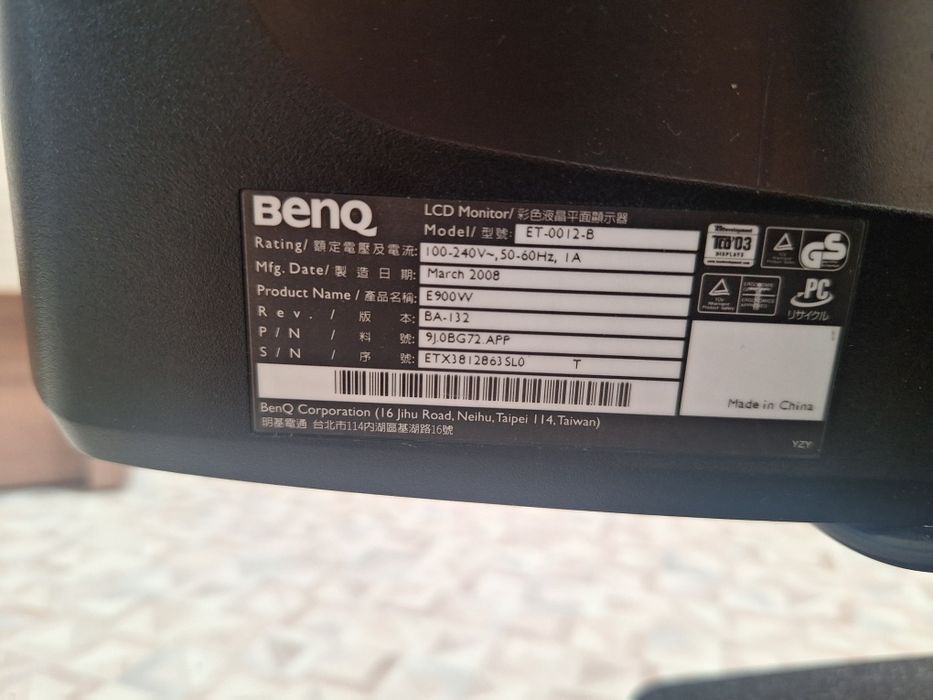 BenQ
LCD Monitor/ 彩色液晶平面顯示器
Model/ 型號: ET-0012-B
Rating/ 額定電壓及電流: 100-240V~, 50-60Hz, 1A
Mfg. Date/ 製造日期: March 2008
Product Name / 產品名稱: E900W
Rev. / 版本: BA-132
P/N / 料號: 9J.0BG72.APP
S/N / 序號: ETX3812863SL0 T
BenQ Corporation (16 Jihu Road, Neihu, Taipei 114, Taiwan)
明基電通 台北市114內湖區基湖路16號
TCO'03
DISPLAYS
GS
PC
リサイクル
Made in China
YZY